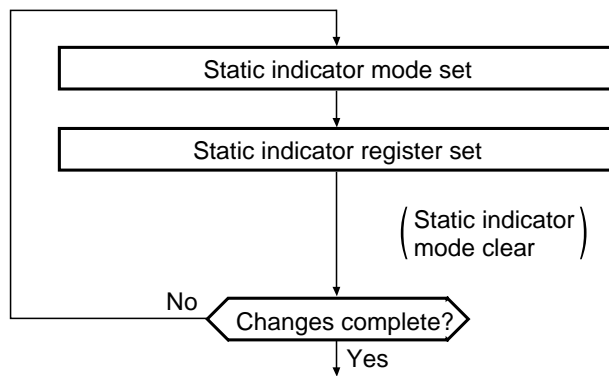 Static indicator mode set
Static indicator register set
(Static indicator
mode clear)
No
Changes complete?
Yes